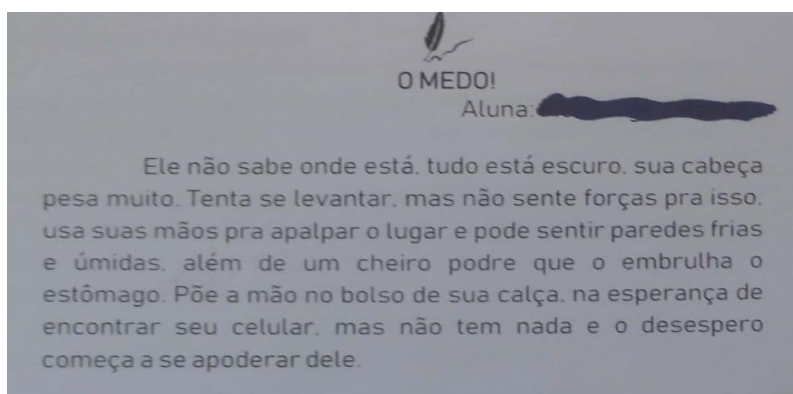 O MEDO!
Aluna:
Ele não sabe onde está, tudo está escuro, sua cabeça
pesa muito. Tenta se levantar, mas não sente forças pra isso,
usa suas mãos pra apalpar o lugar e pode sentir paredes frias
e úmidas, além de um cheiro podre que o embrulha o
estômago. Põe a mão no bolso de sua calça, na esperança de
encontrar seu celular, mas não tem nada e o desespero
começa a se apoderar dele.